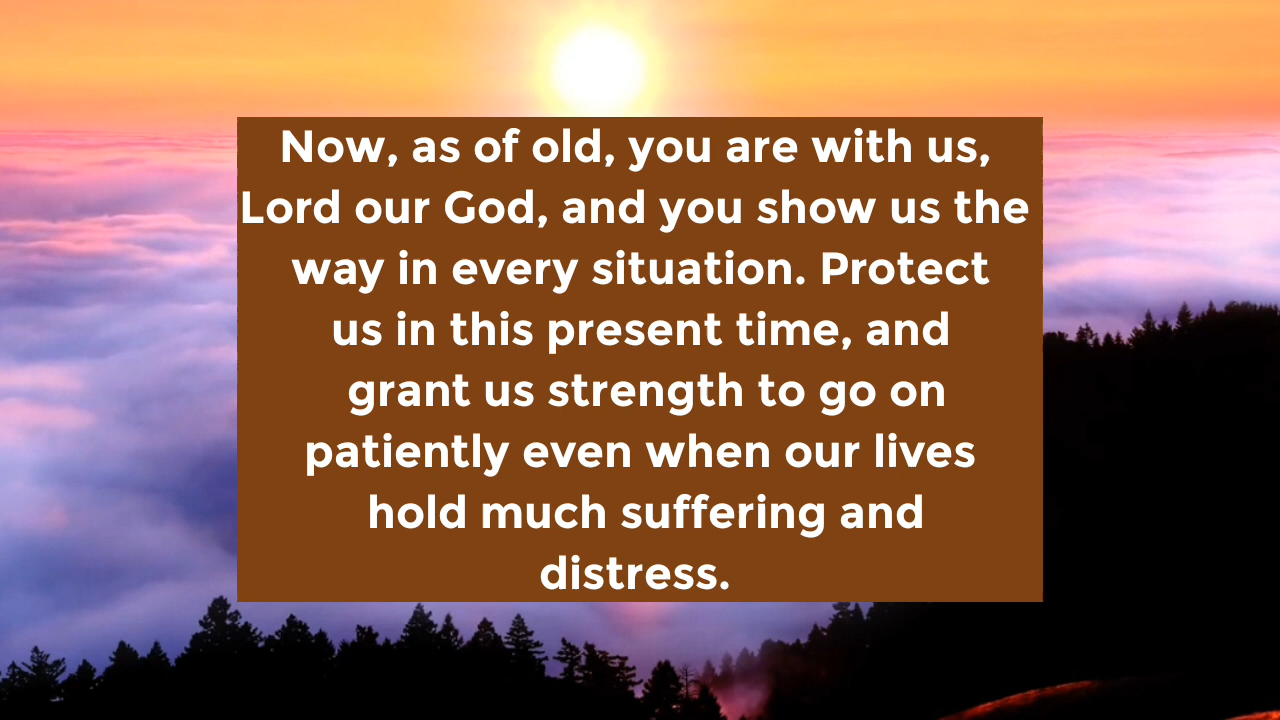 Now, as of old, you are with us,
Lord our God, and you show us the
way in every situation. Protect
us in this present time, and
grant us strength to go on
patiently even when our lives
hold much suffering and
distress.